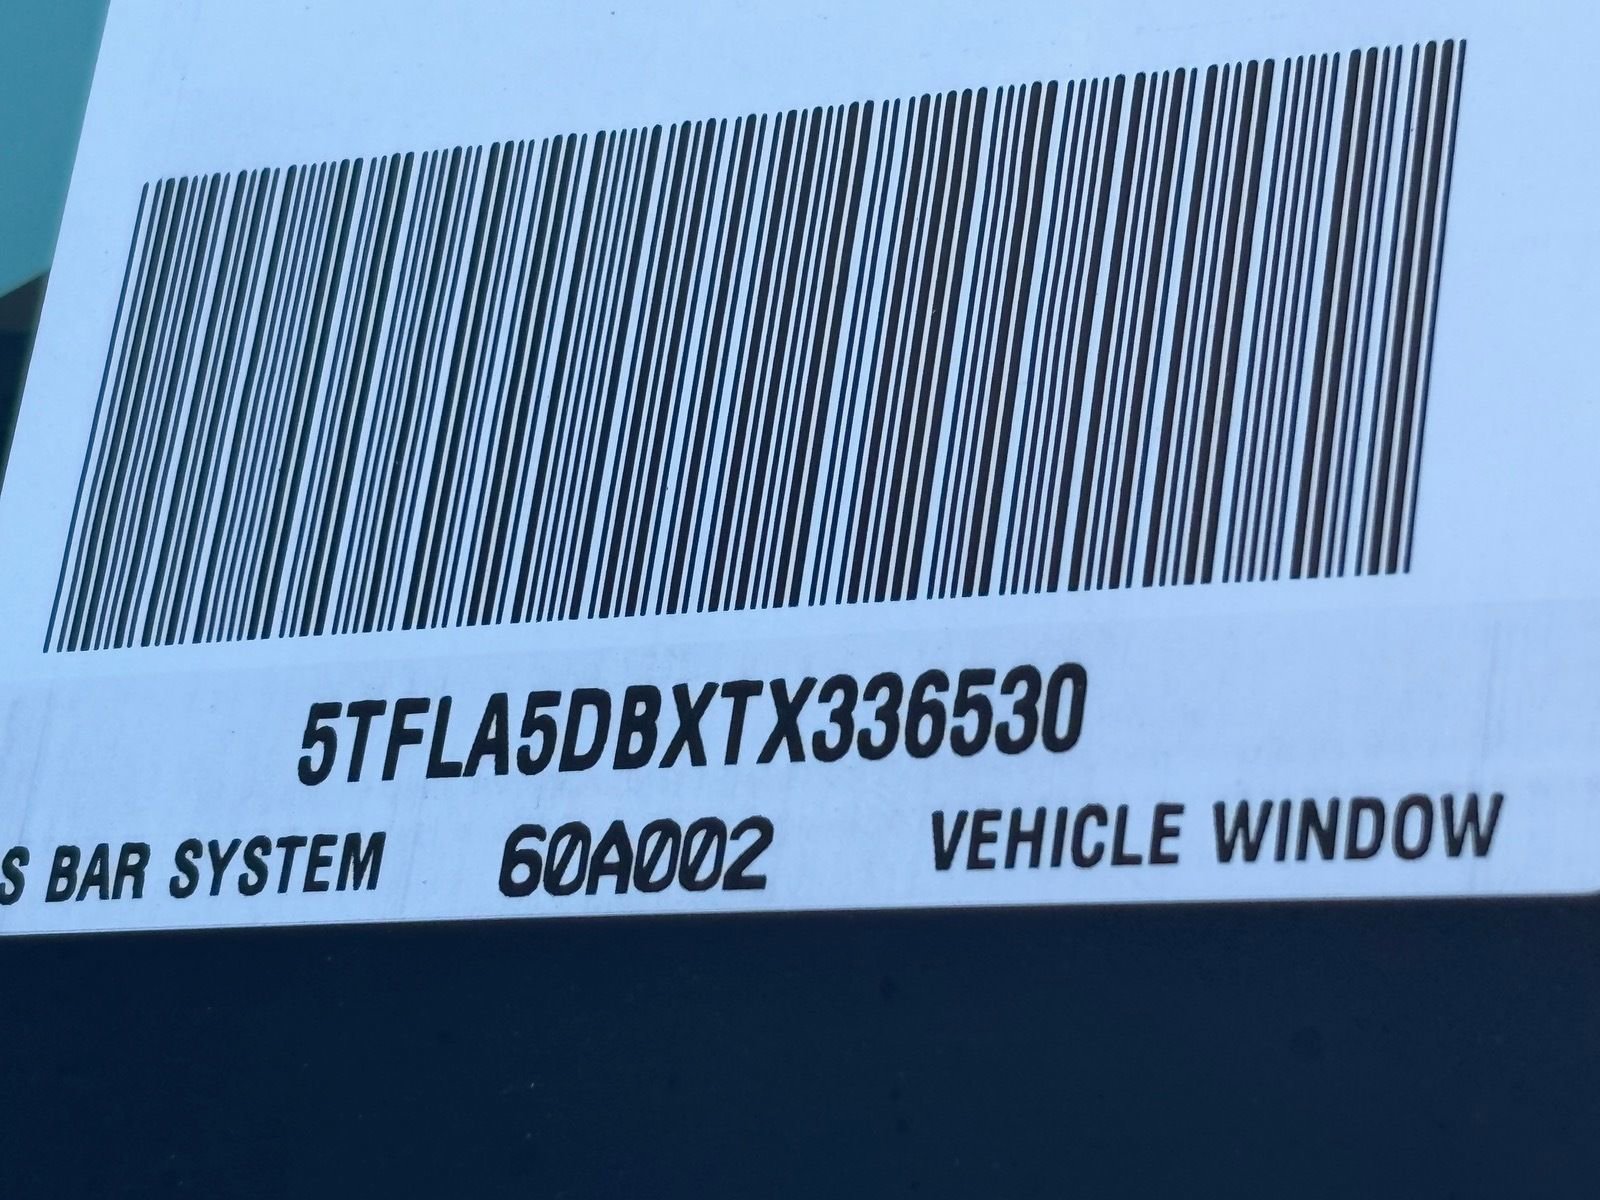 5TFLA5DBXTX336530
S BAR SYSTEM 60A002 VEHICLE WINDOW